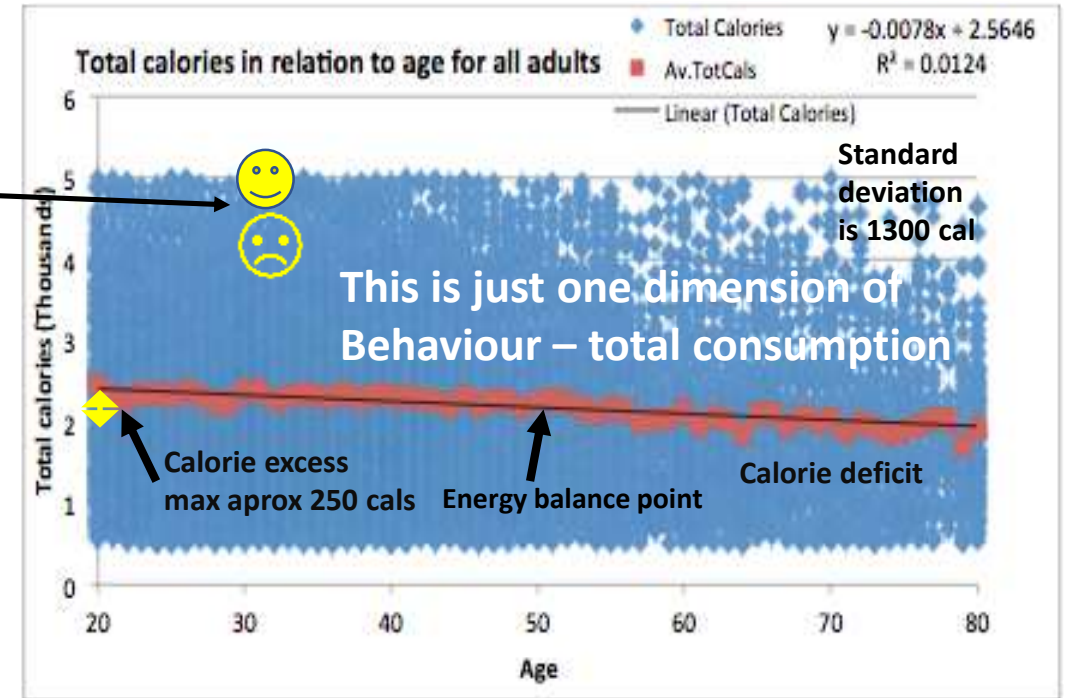 Total calories in relation to age for all adults
Total Calories
Av.TotCals
Linear (Total Calories)
y = -0.0078x + 2.5646
R² = 0.0124
Standard
deviation
is 1300 cal
This is just one dimension of
Behaviour – total consumption
Calorie excess
max aprox 250 cals
Energy balance point
Calorie deficit
Total calories (Thousands)
6
5
4
3
2
1
0
20 30 40 50 60 70 80
Age